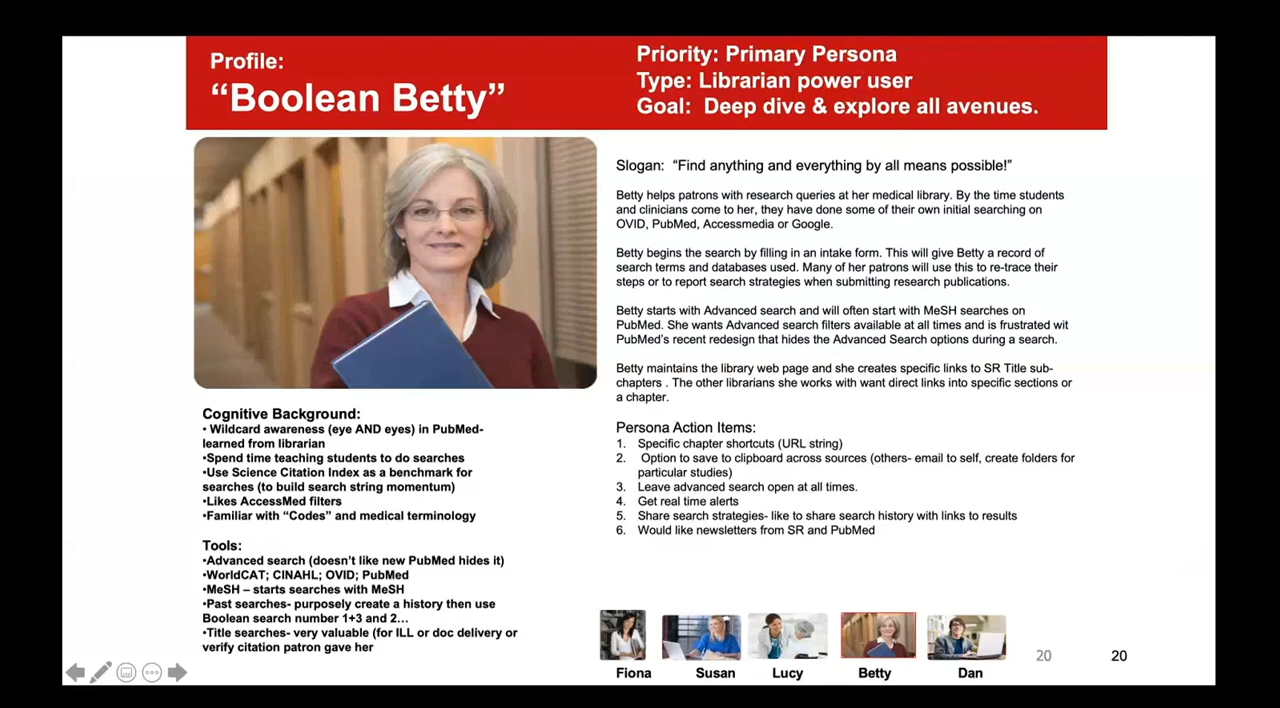 Profile:
“Boolean Betty”
Priority: Primary Persona
Type: Librarian power user
Goal: Deep dive & explore all avenues.
Slogan: “Find anything and everything by all means possible!”
Betty helps patrons with research queries at her medical library. By the time students
and clinicians come to her, they have done some of their own initial searching on
OVID, PubMed, Accessmedia or Google.
Betty begins the search by filling in an intake form. This will give Betty a record of
search terms and databases used. Many of her patrons will use this to re-trace their
steps or to report search strategies when submitting research publications.
Betty starts with Advanced search and will often start with MeSH searches on
PubMed. She wants Advanced search filters available at all times and is frustrated wit
PubMed’s recent redesign that hides the Advanced Search options during a search.
Betty maintains the library web page and she creates specific links to SR Title sub-
chapters . The other librarians she works with want direct links into specific sections or
a chapter.
Persona Action Items:
1. Specific chapter shortcuts (URL string)
2. Option to save to clipboard across sources (others- email to self, create folders for
particular studies)
3. Leave advanced search open at all times.
4. Get real time alerts
5. Share search strategies- like to share search history with links to results
6. Would like newsletters from SR and PubMed
Cognitive Background:
• Wildcard awareness (eye AND eyes) in PubMed-
learned from librarian
•Spend time teaching students to do searches
•Use Science Citation Index as a benchmark for
searches (to build search string momentum)
•Likes AccessMed filters
•Familiar with “Codes” and medical terminology
Tools:
•Advanced search (doesn’t like new PubMed hides it)
•WorldCAT; CINAHL; OVID; PubMed
•MeSH – starts searches with MeSH
•Past searches- purposely create a history then use
Boolean search number 1+3 and 2…
•Title searches- very valuable (for ILL or doc delivery or
verify citation patron gave her
Fiona
Susan
Lucy
Betty
Dan
20
20